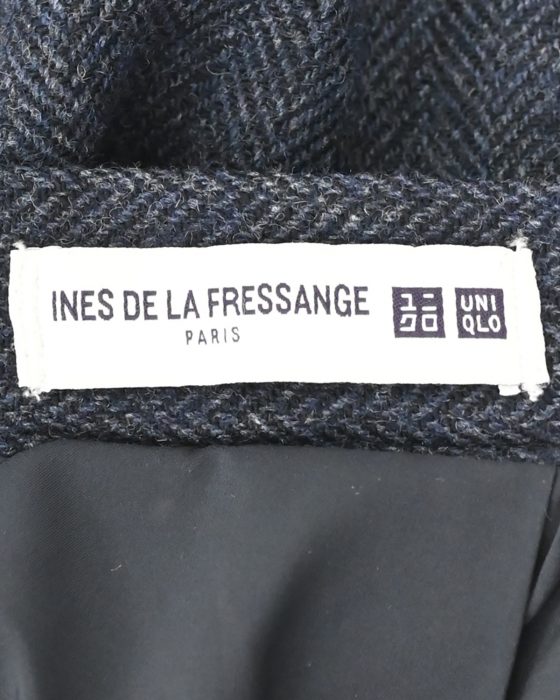 INES DE LA FRESSANGE
PARIS
ユニ
クロ
UNI
QLO